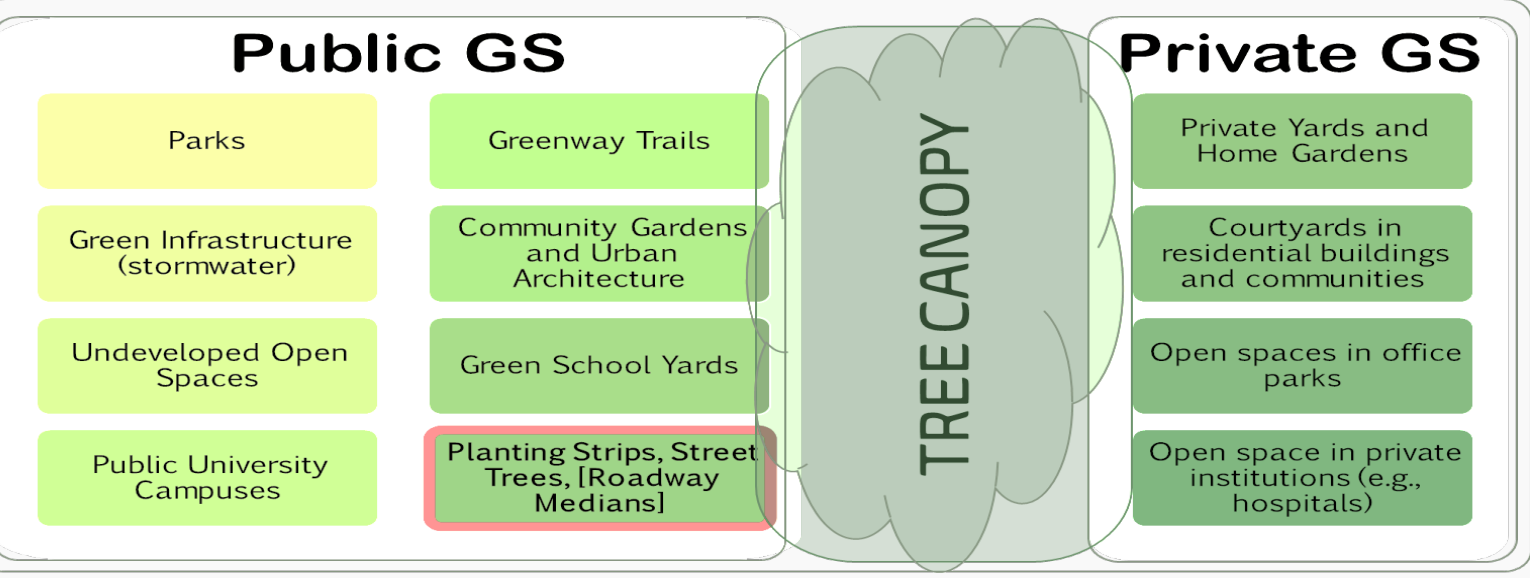 Public GS
Parks
Greenway Trails
Green Infrastructure
(stormwater)
Community Gardens
and Urban
Architecture
Undeveloped Open
Spaces
Green School Yards
Public University
Campuses
Planting Strips, Street
Trees, [Roadway
Medians]
TREE CANOPY
Private GS
Private Yards and
Home Gardens
Courtyards in
residential buildings
and communities
Open spaces in office
parks
Open space in private
institutions (e.g.,
hospitals)